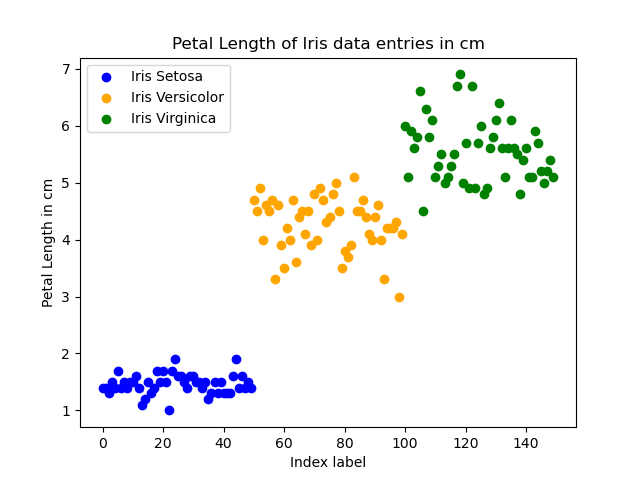 Petal Length of Iris data entries in cm
Iris Setosa
Iris Versicolor
Iris Virginica
Petal Length in cm
7
6
5
4
3
2
1
0 20 40 60 80 100 120 140
Index label